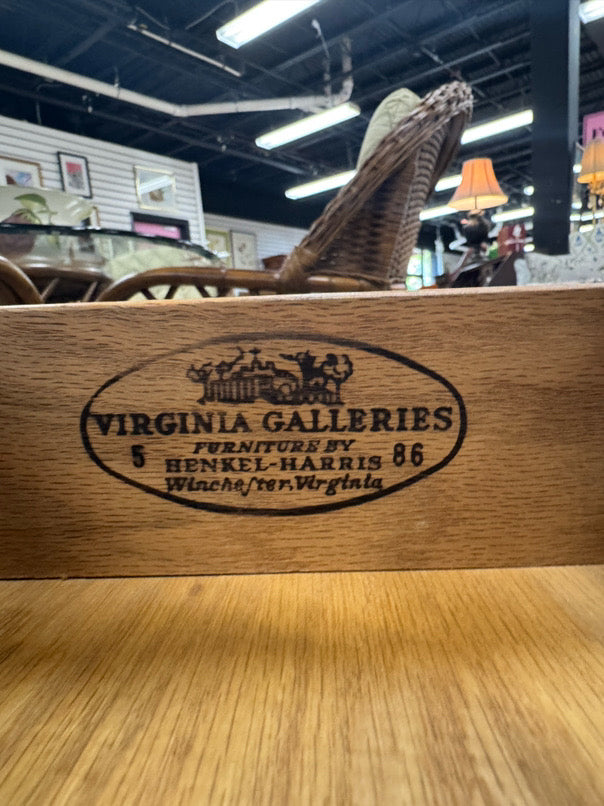 VIRGINIA GALLERIES
FURNITURE BY
5 HENKEL-HARRIS 86
Wincheſter, Virginia